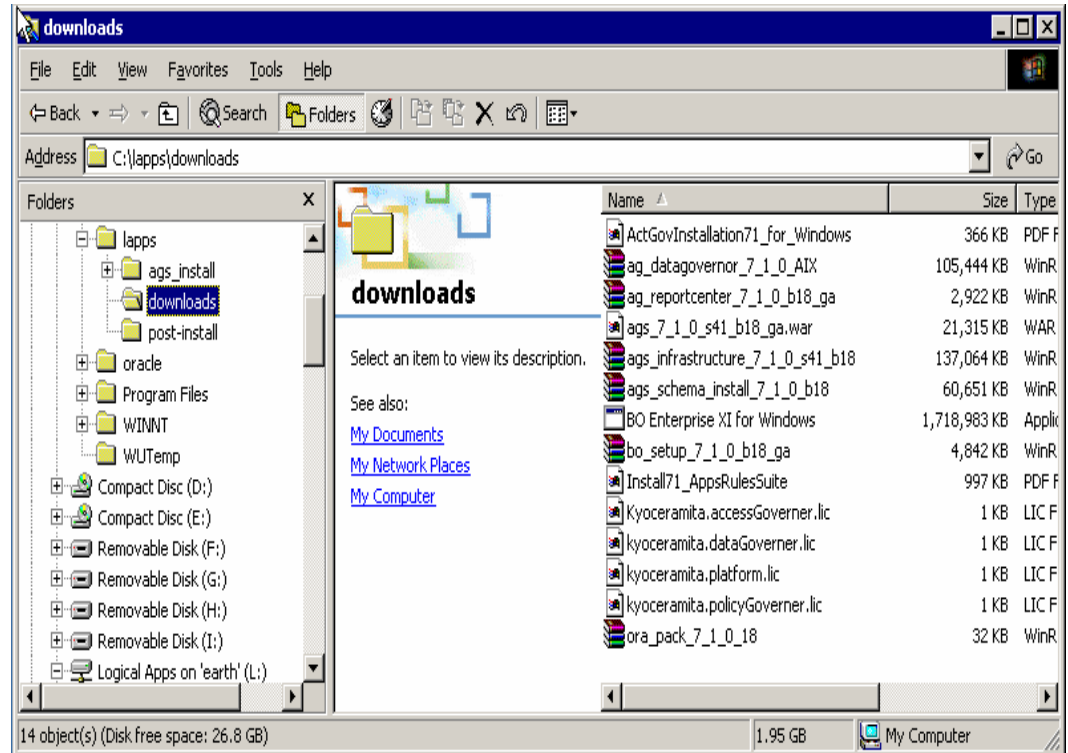 downloads
File Edit View Favorites Tools Help
Back Search Folders
Address C:\lapps\downloads Go
Folders X
lapps
ags_install
downloads
post-install
oracle
Program Files
WINNT
WUTemp
Compact Disc (D:)
Compact Disc (E:)
Removable Disk (F:)
Removable Disk (G:)
Removable Disk (H:)
Removable Disk (I:)
Logical Apps on 'earth' (L:)
downloads
Select an item to view its description.
See also:
My Documents
My Network Places
My Computer
Name Size Type
ActGovInstallation71_for_Windows 366 KB PDF F
ag_datagovernor_7_1_0_AIX 105,444 KB WinR
ag_reportcenter_7_1_0_b18_ga 2,922 KB WinR
ags_7_1_0_s41_b18_ga.war 21,315 KB WAR
ags_infrastructure_7_1_0_s41_b18 137,064 KB WinR
ags_schema_install_7_1_0_b18 60,651 KB WinR
BO Enterprise XI for Windows 1,718,983 KB Applic
bo_setup_7_1_0_b18_ga 4,842 KB WinR
Install71_AppsRulesSuite 997 KB PDF F
Kyoceramita.accessGoverner.lic 1 KB LIC F
kyoceramita.dataGoverner.lic 1 KB LIC F
kyoceramita.platform.lic 1 KB LIC F
kyoceramita.policyGoverner.lic 1 KB LIC F
ora_pack_7_1_0_18 32 KB WinR
14 object(s) (Disk free space: 26.8 GB) 1.95 GB My Computer